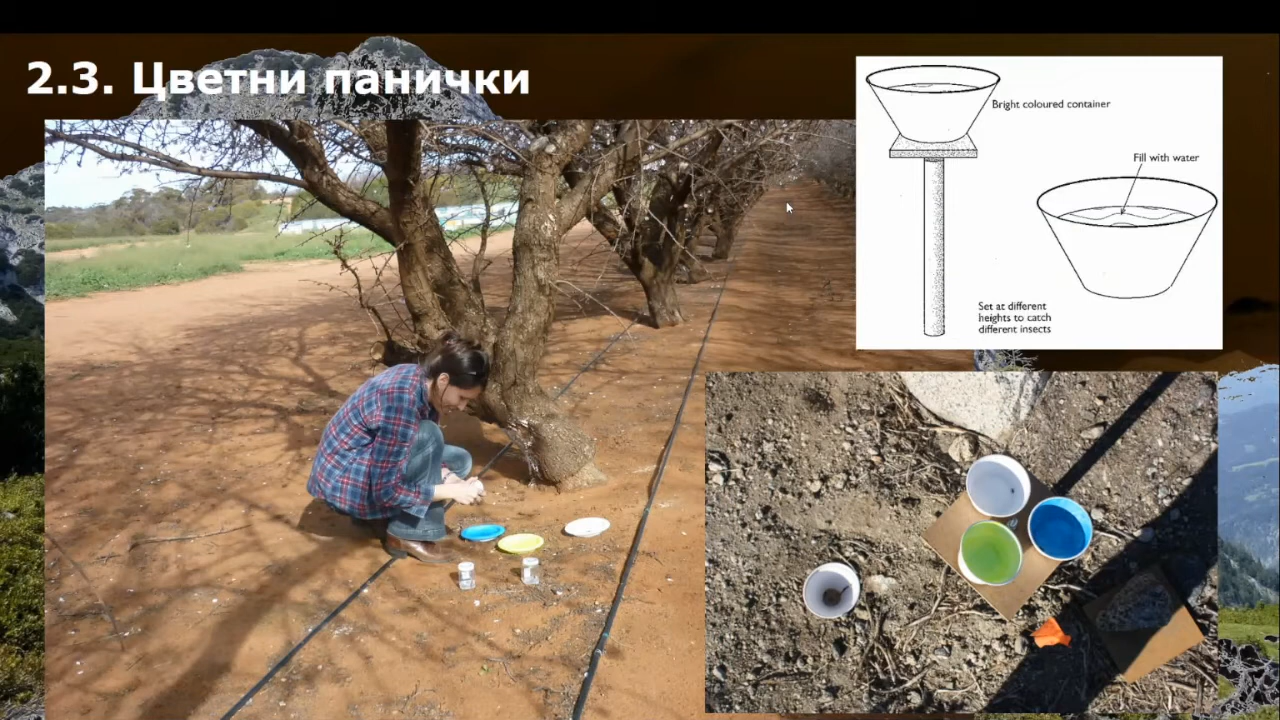 2.3. Цветни панички
Bright coloured container
Fill with water
Set at different
heights to catch
different insects